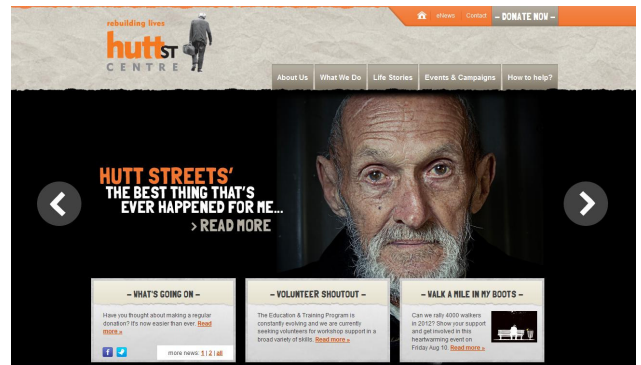 rebuilding lives
huttST
CENTRE
eNews
Contact
– DONATE NOW –
About Us
What We Do
Life Stories
Events & Campaigns
How to help?
HUTT STREETS'
THE BEST THING THAT'S
EVER HAPPENED FOR ME...
> READ MORE
– WHAT'S GOING ON –
Have you thought about making a regular
donation? It's now easier than ever. Read
more »
more news: 1 | 2 | all
– VOLUNTEER SHOUTOUT –
The Education & Training Program is
constantly evolving and we are currently
seeking volunteers for workshop support in a
broad variety of skills. Read more »
– WALK A MILE IN MY BOOTS –
Can we rally 4000 walkers
in 2012? Show your support
and get involved in this
heartwarming event on
Friday Aug 10. Read more »